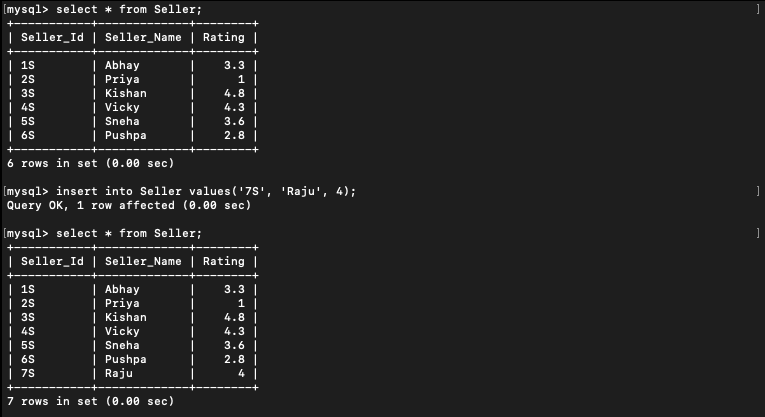 [mysql> select * from Seller; ]
+-----------+-------------+--------+
| Seller_Id | Seller_Name | Rating |
+-----------+-------------+--------+
| 1S        | Abhay       |    3.3 |
| 2S        | Priya       |      1 |
| 3S        | Kishan      |    4.8 |
| 4S        | Vicky       |    4.3 |
| 5S        | Sneha       |    3.6 |
| 6S        | Pushpa      |    2.8 |
+-----------+-------------+--------+
6 rows in set (0.00 sec)
[mysql> insert into Seller values('7S', 'Raju', 4); ]
Query OK, 1 row affected (0.00 sec)
[mysql> select * from Seller; ]
+-----------+-------------+--------+
| Seller_Id | Seller_Name | Rating |
+-----------+-------------+--------+
| 1S        | Abhay       |    3.3 |
| 2S        | Priya       |      1 |
| 3S        | Kishan      |    4.8 |
| 4S        | Vicky       |    4.3 |
| 5S        | Sneha       |    3.6 |
| 6S        | Pushpa      |    2.8 |
| 7S        | Raju        |      4 |
+-----------+-------------+--------+
7 rows in set (0.00 sec)